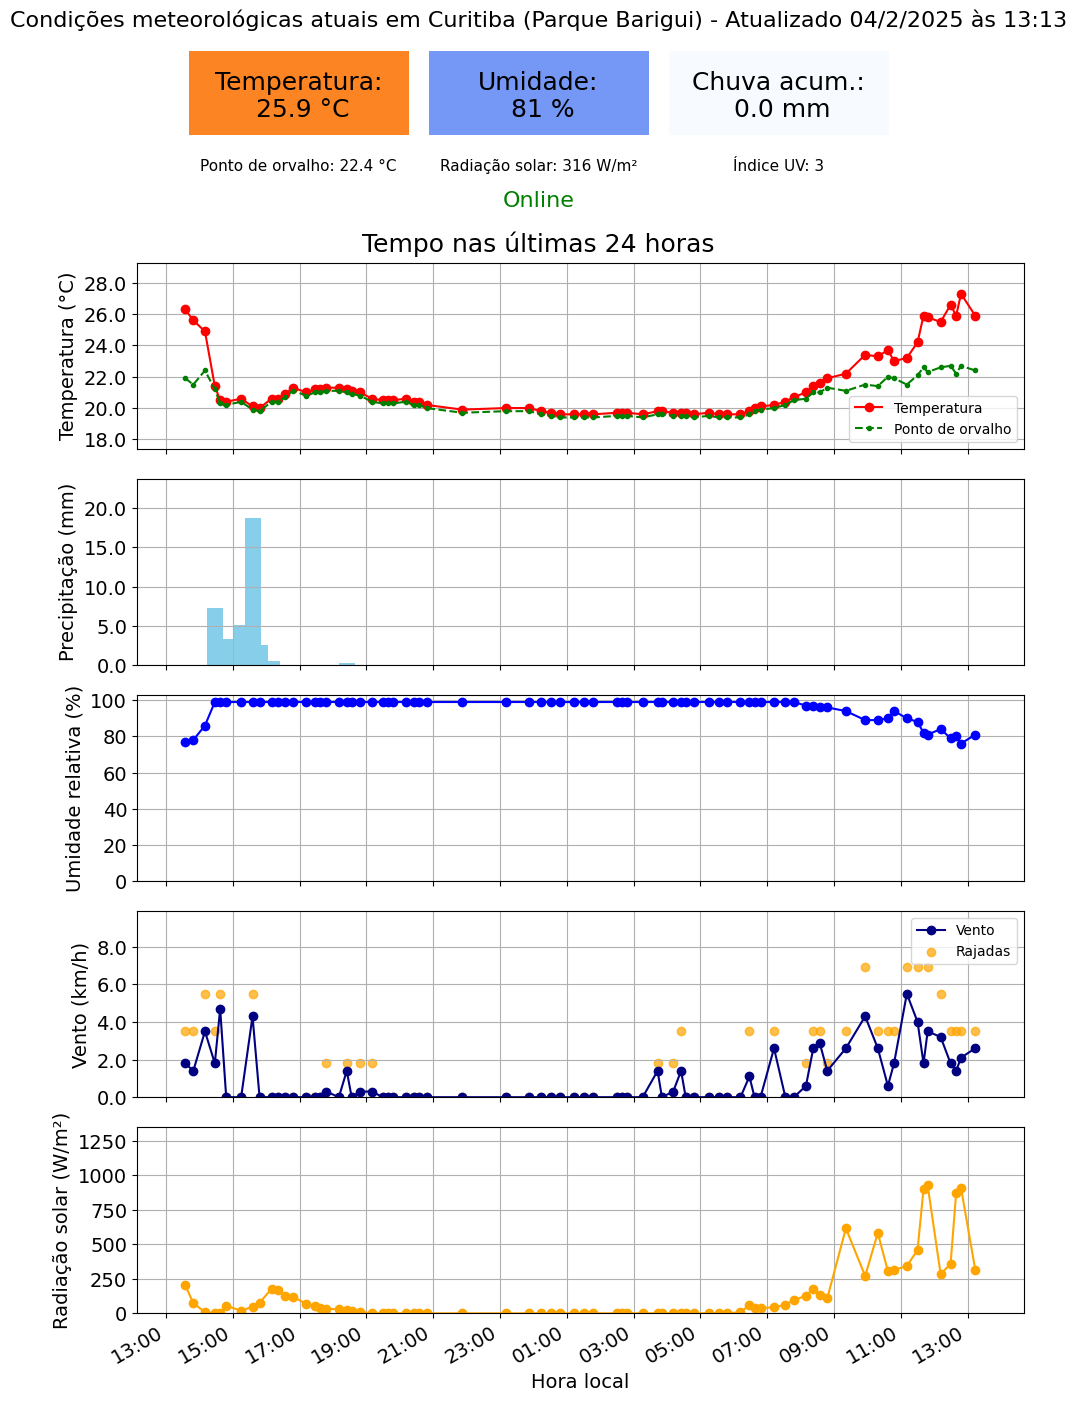 Condições meteorológicas atuais em Curitiba (Parque Barigui) - Atualizado 04/2/2025 às 13:13
Temperatura:
25.9 °C
Umidade:
81 %
Chuva acum.:
0.0 mm
Ponto de orvalho: 22.4 °C
Radiação solar: 316 W/m²
Índice UV: 3
Online
Tempo nas últimas 24 horas
Temperatura (°C)
28.0
26.0
24.0
22.0
20.0
18.0
Temperatura
Ponto de orvalho
Precipitação (mm)
20.0
15.0
10.0
5.0
0.0
Umidade relativa (%)
100
80
60
40
20
0
Vento (km/h)
8.0
6.0
4.0
2.0
0.0
Vento
Rajadas
Radiação solar (W/m²)
1250
1000
750
500
250
0
13:00
15:00
17:00
19:00
21:00
23:00
01:00
03:00
05:00
07:00
09:00
11:00
13:00
Hora local